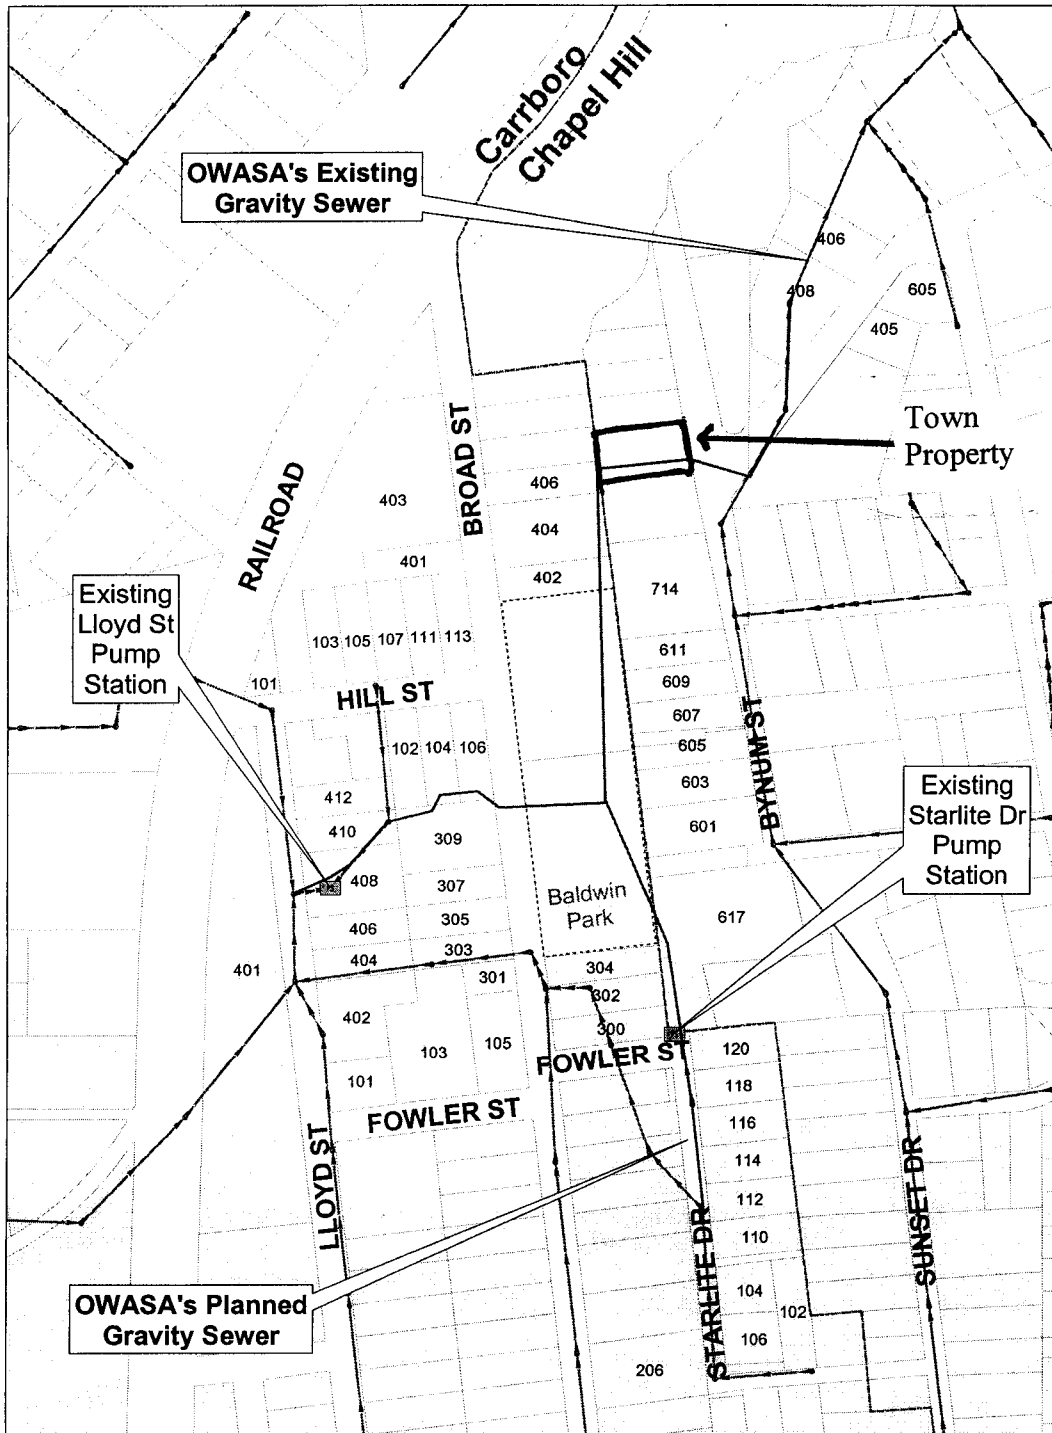 Carrboro
Chapel Hill
OWASA's Existing
Gravity Sewer
406
408
605
405
Town
Property
BROAD ST
RAILROAD
403
406
404
401
402
714
Existing
Lloyd St
Pump
Station
103 105 107 111 113
611
609
101
HILL ST
607
605
102 104 106
603
BYNUM ST
412
410
601
309
Existing
Starlite Dr
Pump
Station
408
307
Baldwin
Park
406
305
617
404
303
401
301
304
302
300
402
103
105
FOWLER ST
120
101
118
FOWLER ST
116
114
LLOYD ST
112
110
STARLITE DR
SUNSET DR
OWASA's Planned
Gravity Sewer
104
102
106
206